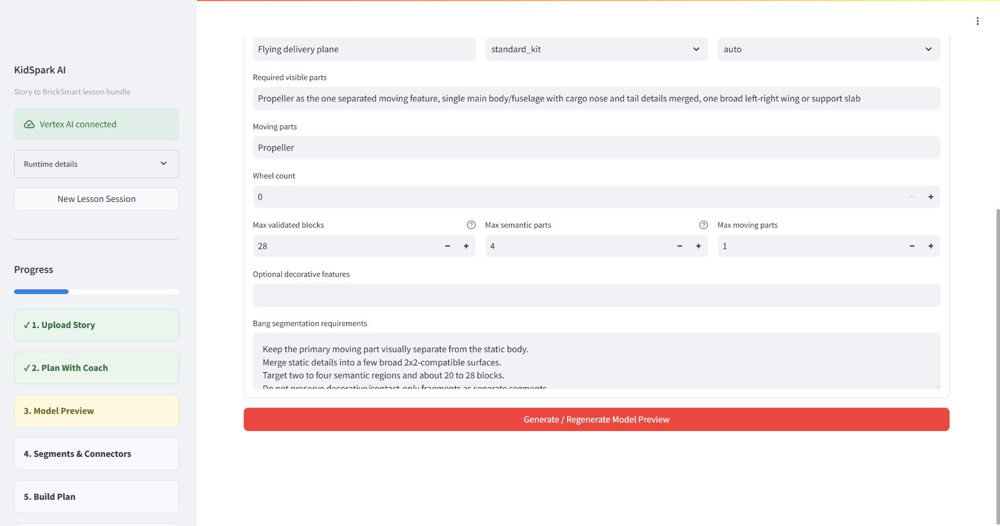 KidSpark AI
Story to BrickSmart lesson bundle
Vertex AI connected
Runtime details
New Lesson Session
Progress
✓ 1. Upload Story
✓ 2. Plan With Coach
3. Model Preview
4. Segments & Connectors
5. Build Plan
Flying delivery plane
standard_kit
auto
Required visible parts
Propeller as the one separated moving feature, single main body/fuselage with cargo nose and tail details merged, one broad left-right wing or support slab
Moving parts
Propeller
Wheel count
0
Max validated blocks
Max semantic parts
Max moving parts
28
4
1
Optional decorative features
Bang segmentation requirements
Keep the primary moving part visually separate from the static body.
Merge static details into a few broad 2x2-compatible surfaces.
Target two to four semantic regions and about 20 to 28 blocks.
Do not preserve decorative/contact-only fragments as separate segments
Generate / Regenerate Model Preview